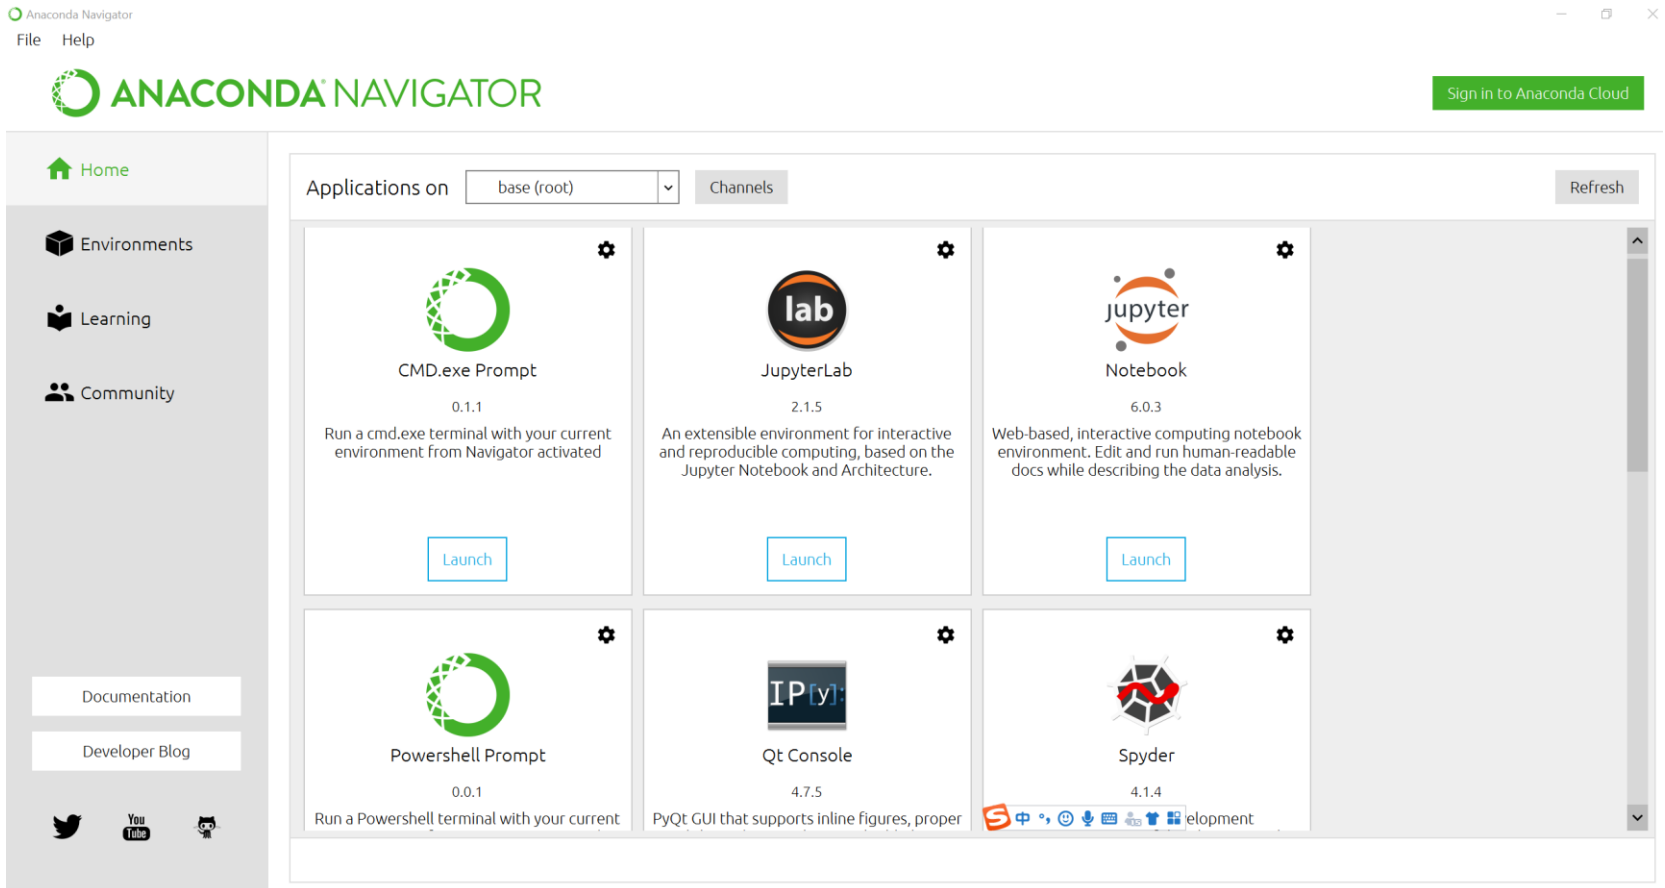 Anaconda Navigator
File Help
ANACONDA NAVIGATOR
Sign in to Anaconda Cloud
Home
Environments
Learning
Community
Documentation
Developer Blog
You
Tube
Applications on base (root) Channels Refresh
CMD.exe Prompt
0.1.1
Run a cmd.exe terminal with your current
environment from Navigator activated
Launch
lab
JupyterLab
2.1.5
An extensible environment for interactive
and reproducible computing, based on the
Jupyter Notebook and Architecture.
Launch
jupyter
Notebook
6.0.3
Web-based, interactive computing notebook
environment. Edit and run human-readable
docs while describing the data analysis.
Launch
Powershell Prompt
0.0.1
Run a Powershell terminal with your current
IP[y]:
Qt Console
4.7.5
PyQt GUI that supports inline figures, proper
Spyder
4.1.4
S 中 elopment